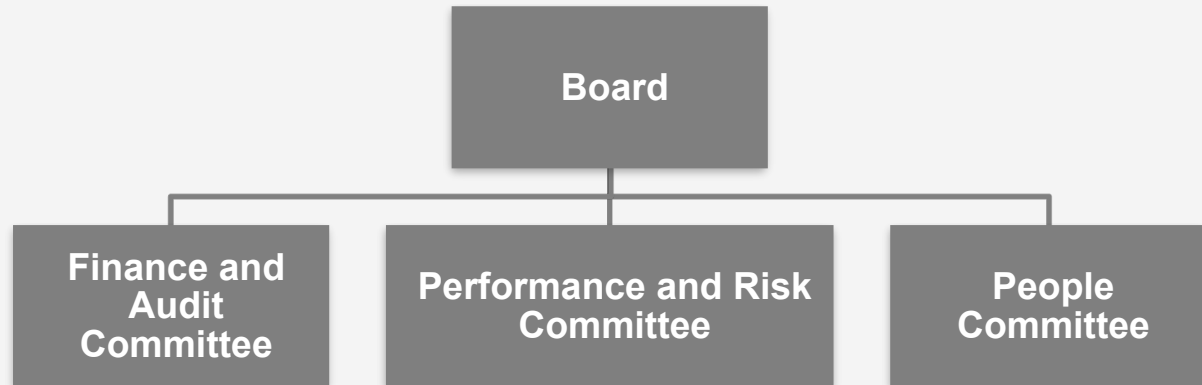 Board
Finance and
Audit
Committee
Performance and Risk
Committee
People
Committee